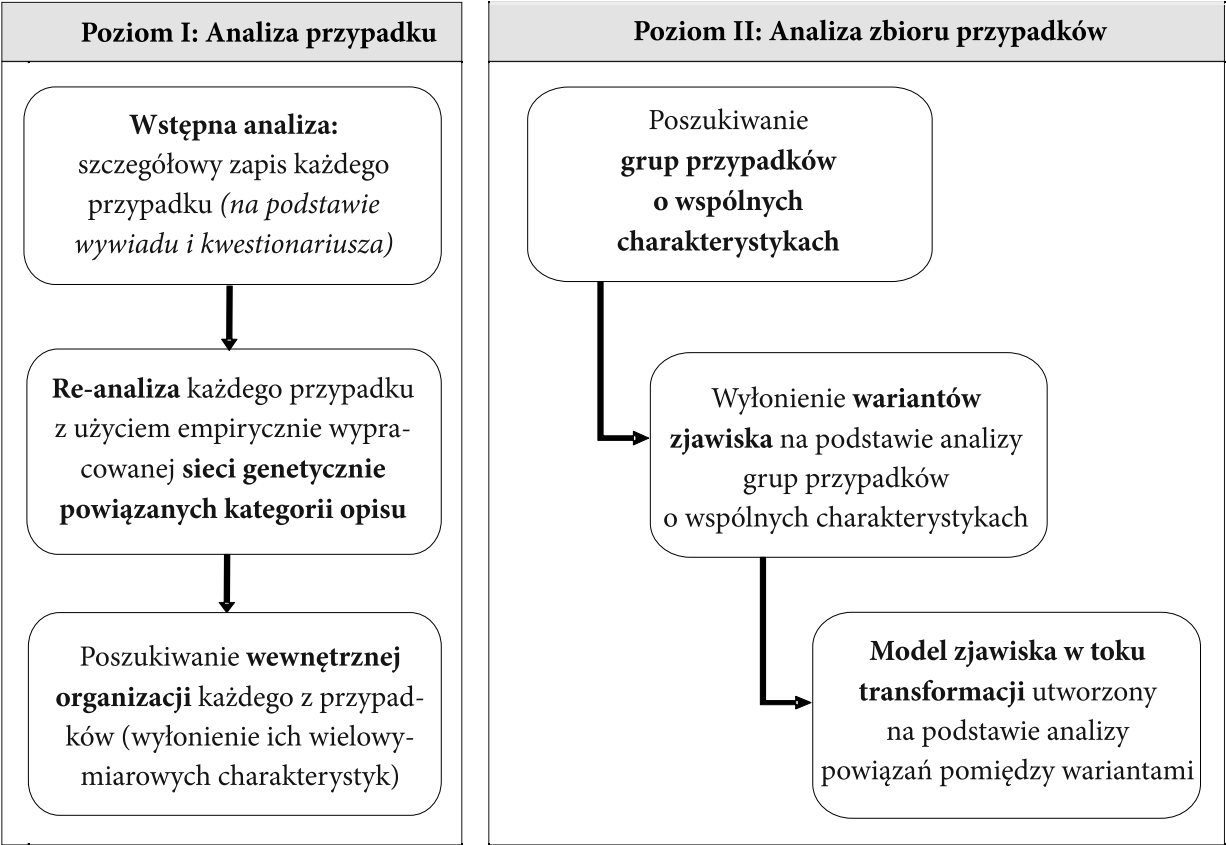 Poziom I: Analiza przypadku
Wstępna analiza:
szczegółowy zapis każdego
przypadku (na podstawie
wywiadu i kwestionariusza)
Re-analiza każdego przypadku
z użyciem empirycznie wypra-
cowanej sieci genetycznie
powiązanych kategorii opisu
Poszukiwanie wewnętrznej
organizacji każdego z przypad-
ków (wyłonienie ich wielowy-
miarowych charakterystyk)
Poziom II: Analiza zbioru przypadków
Poszukiwanie
grup przypadków
o wspólnych
charakterystykach
Wyłonienie wariantów
zjawiska na podstawie analizy
grup przypadków
o wspólnych charakterystykach
Model zjawiska w toku
transformacji utworzony
na podstawie analizy
powiązań pomiędzy wariantami